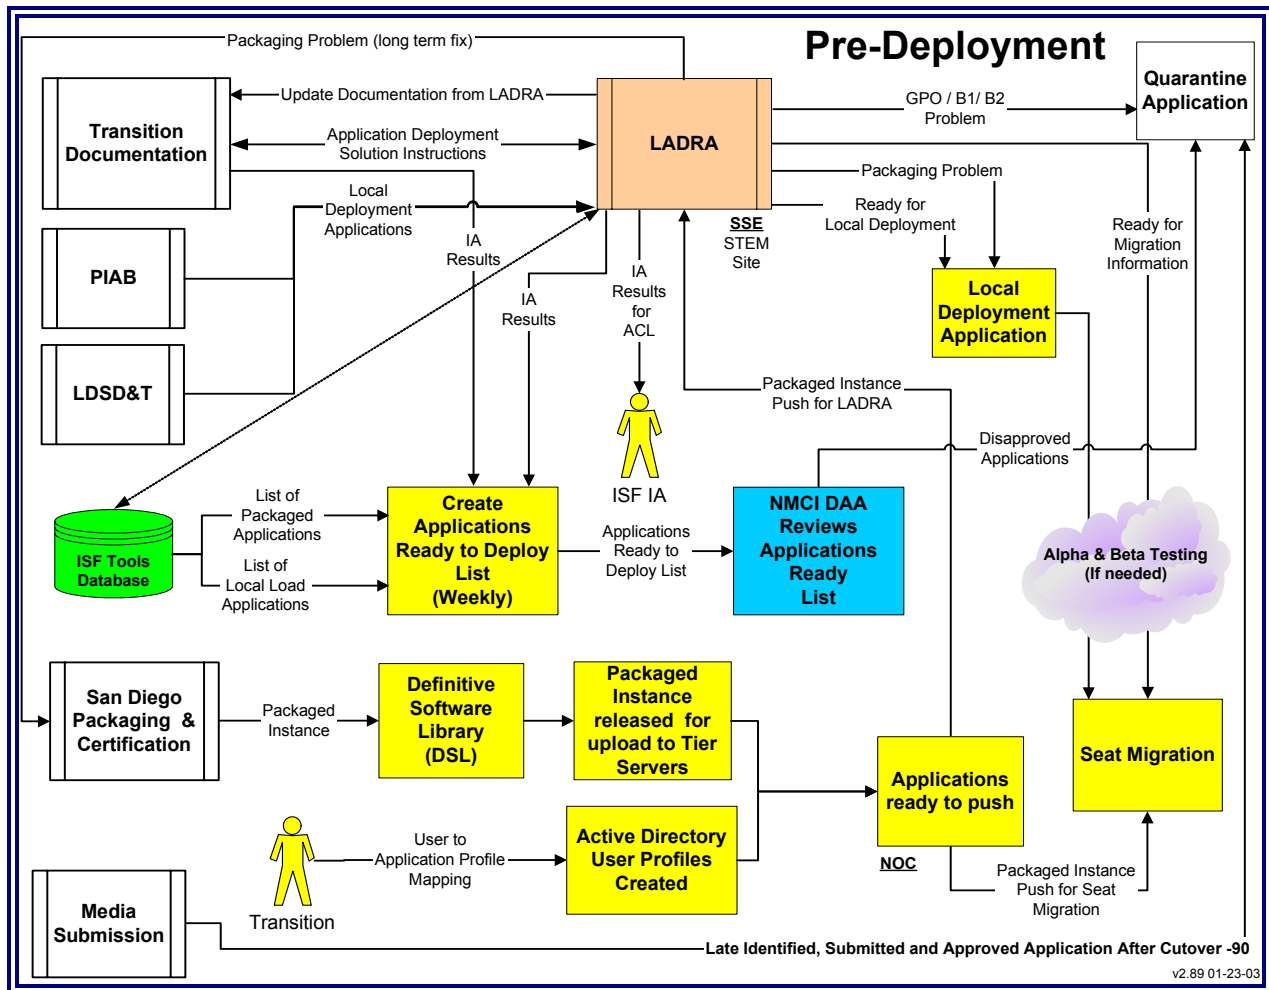 Packaging Problem (long term fix)
Pre-Deployment
Quarantine
Application
Update Documentation from LADRA
GPO / B1/ B2
Problem
Transition
Documentation
Application Deployment
Solution Instructions
LADRA
Packaging Problem
Local
Deployment
Applications
Ready for
Local Deployment
SSE
STEM
Site
Ready for
Migration
Information
IA
Results
PIAB
IA
Results
IA
Results
for
ACL
Local
Deployment
Application
LDSD&T
Packaged Instance
Push for LADRA
Disapproved
Applications
ISF IA
List of
Packaged
Applications
Create
Applications
Ready to Deploy
List
(Weekly)
Applications
Ready to
Deploy List
NMCI DAA
Reviews
Applications
Ready
List
ISF Tools
Database
List of
Local Load
Applications
Alpha & Beta Testing
(If needed)
San Diego
Packaging & 
Certification
Packaged
Instance
Definitive
Software
Library
(DSL)
Packaged
Instance
released for
upload to Tier
Servers
Seat Migration
Applications
ready to push
User to
Application Profile
Mapping
Active Directory
User Profiles
Created
NOC
Packaged Instance
Push for Seat
Migration
Transition
Media
Submission
Late Identified, Submitted and Approved Application After Cutover -90
v2.89 01-23-03